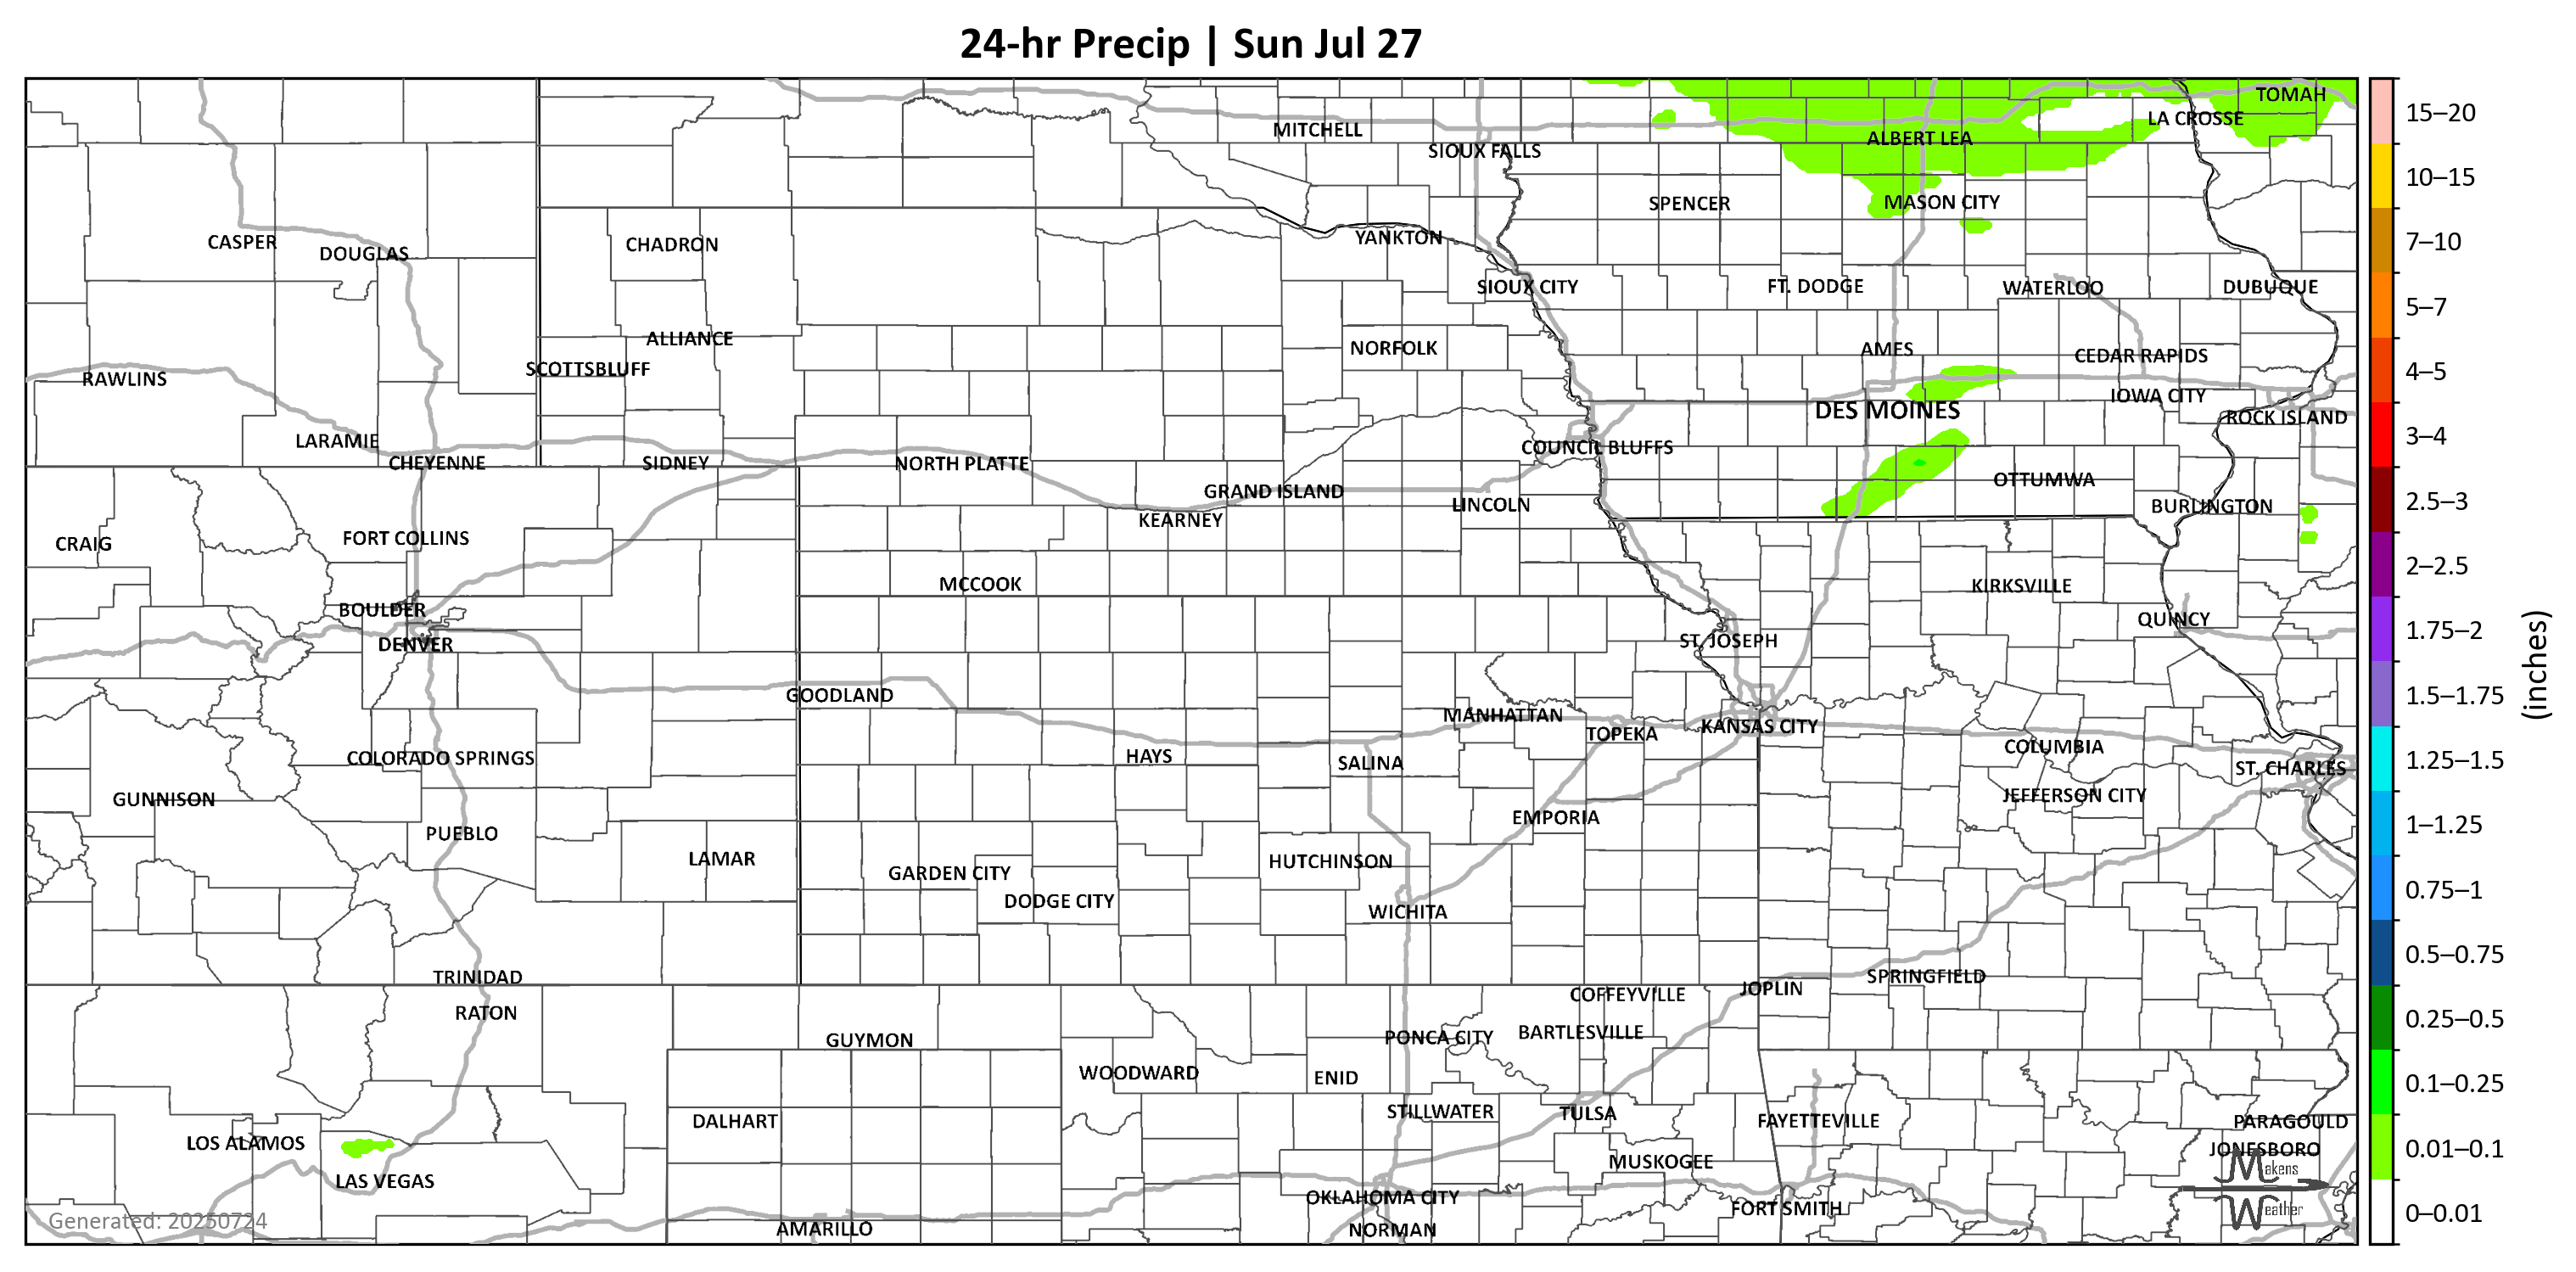 24-hr Precip | Sun Jul 27
TOMAH
LA CROSSE
MITCHELL
ALBERT LEA
SIOUX FALLS
SPENCER
MASON CITY
CASPER
DOUGLAS
CHADRON
YANKTON
SIOUX CITY
FT. DODGE
WATERLOO
DUBUQUE
ALLIANCE
NORFOLK
AMES
CEDAR RAPIDS
SCOTTSBLUFF
RAWLINS
IOWA CITY
DES MOINES
ROCK ISLAND
LARAMIE
COUNCIL BLUFFS
CHEYENNE
SIDNEY
NORTH PLATTE
OTTUMWA
GRAND ISLAND
LINCOLN
BURLINGTON
KEARNEY
FORT COLLINS
CRAIG
MCCOOK
KIRKSVILLE
BOULDER
QUINCY
DENVER
ST. JOSEPH
GOODLAND
MANHATTAN
KANSAS CITY
TOPEKA
COLUMBIA
COLORADO SPRINGS
HAYS
SALINA
ST. CHARLES
GUNNISON
JEFFERSON CITY
EMPORIA
PUEBLO
LAMAR
HUTCHINSON
GARDEN CITY
DODGE CITY
WICHITA
TRINIDAD
SPRINGFIELD
JOPLIN
COFFEYVILLE
RATON
GUYMON
PONCA CITY
BARTLESVILLE
WOODWARD
ENID
STILLWATER
TULSA
DALHART
FAYETTEVILLE
PARAGOULD
LOS ALAMOS
JONESBORO
MUSKOGEE
LAS VEGAS
OKLAHOMA CITY
FORT SMITH
AMARILLO
NORMAN
Generated: 20250724
Makens
Weather
15–20
10–15
7–10
5–7
4–5
3–4
2.5–3
2–2.5
1.75–2
1.5–1.75
1.25–1.5
1–1.25
0.75–1
0.5–0.75
0.25–0.5
0.1–0.25
0.01–0.1
0–0.01
(inches)